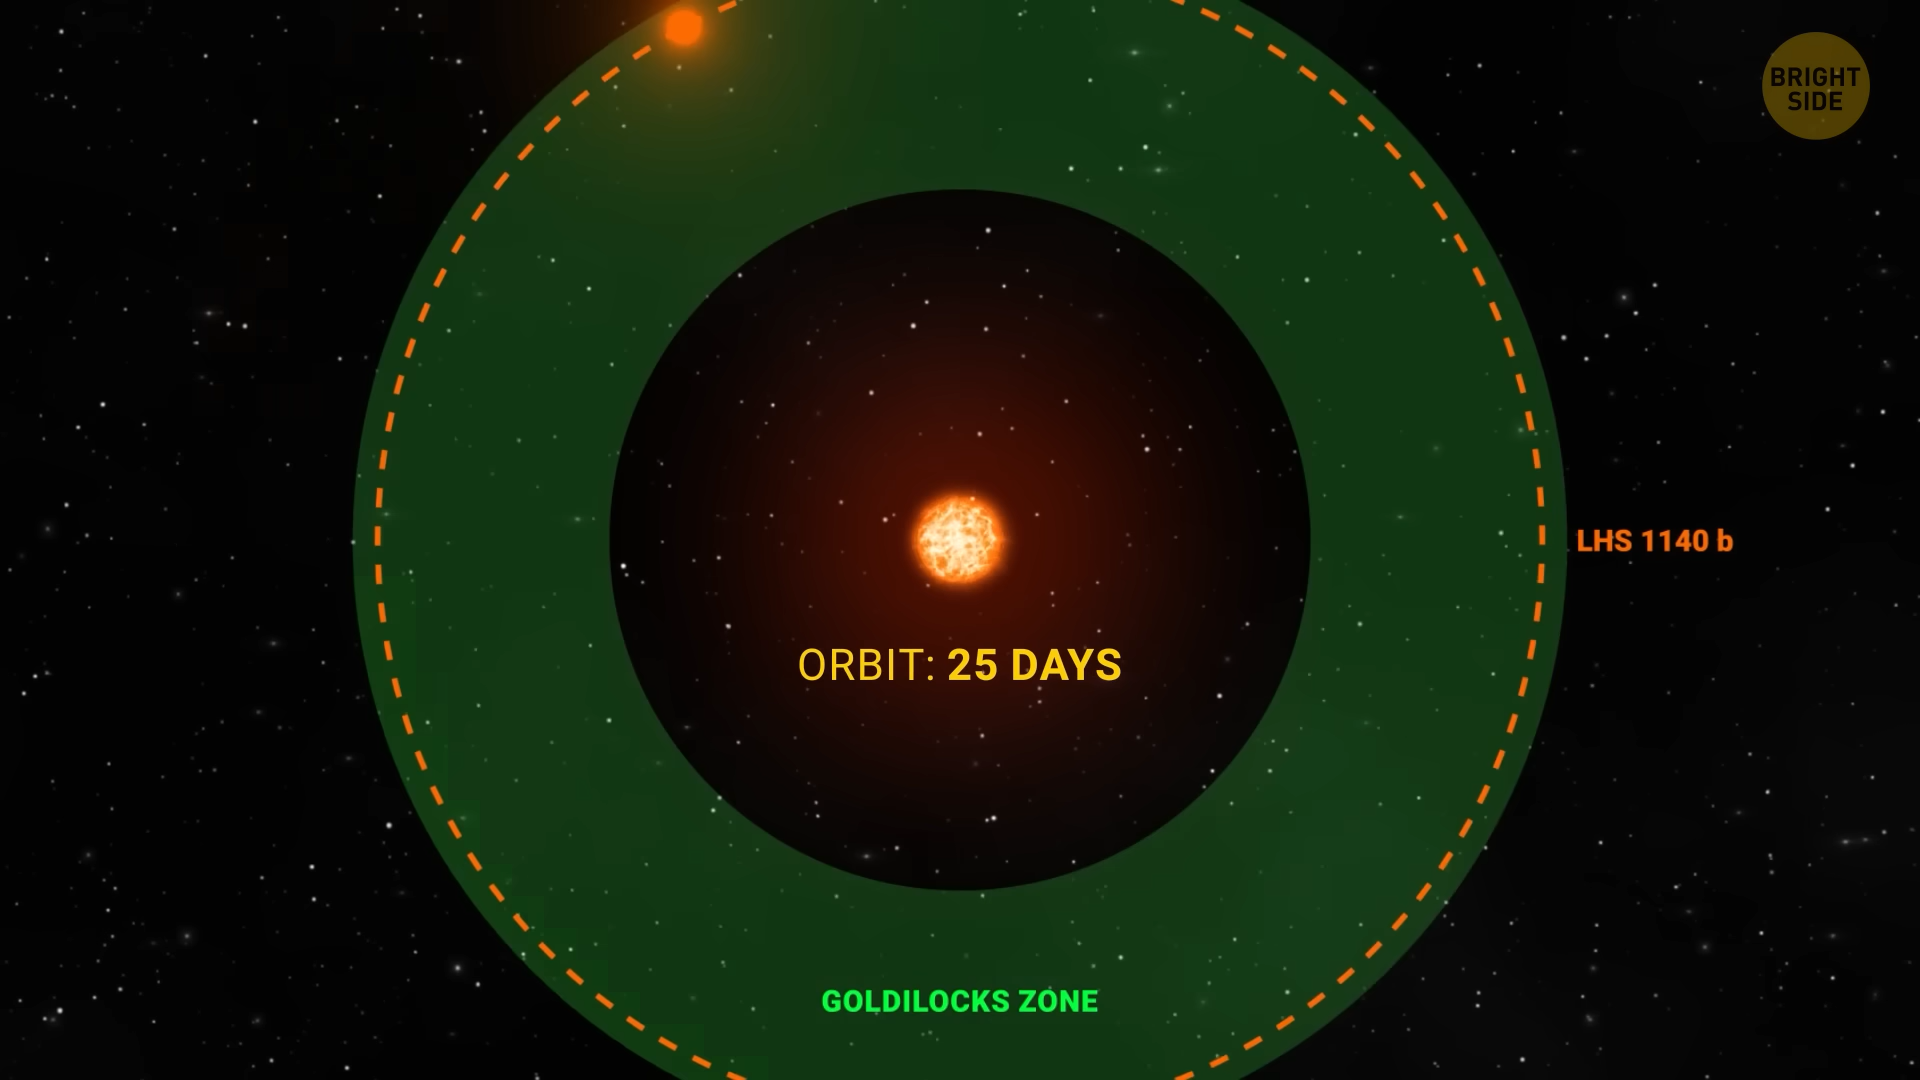 BRIGHT
SIDE
LHS 1140 b
ORBIT: 25 DAYS
GOLDILOCKS ZONE